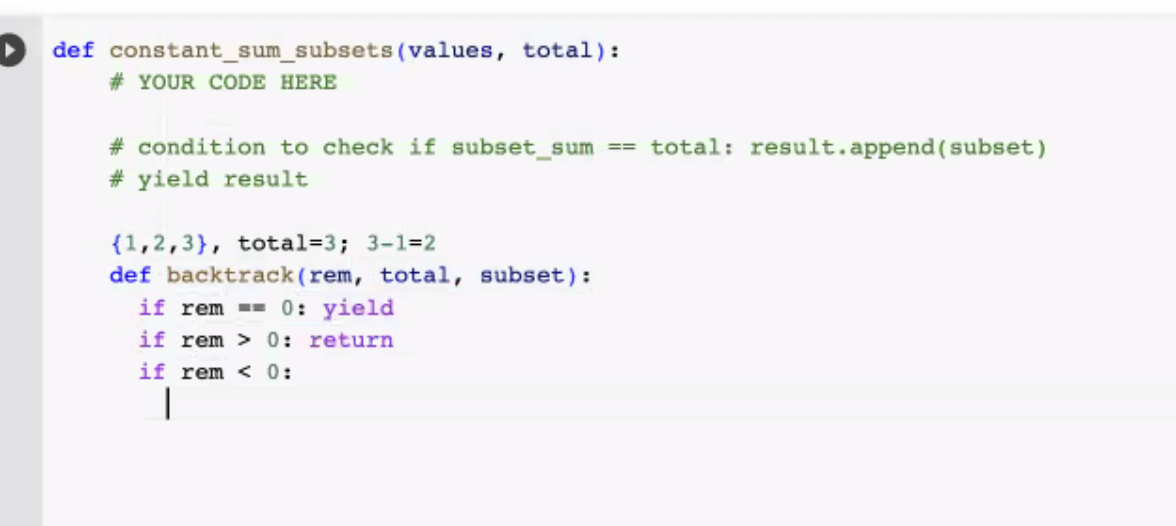 def constant_sum_subsets(values, total):
# YOUR CODE HERE
# condition to check if subset_sum == total: result.append(subset)
# yield result
{1,2,3}, total=3; 3-1=2
def backtrack(rem, total, subset):
if rem == 0: yield
if rem > 0: return
if rem < 0: